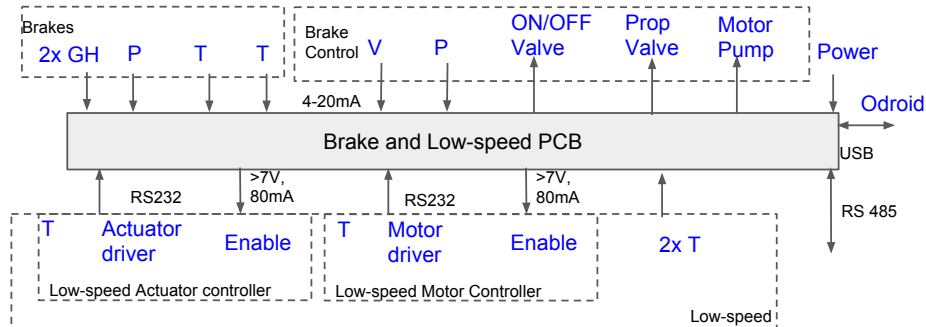 Brakes
2x GH P T T
Brake
Control
V P
ON/OFF
Valve
Prop
Valve
Motor
Pump
Power
4-20mA
Odroid
Brake and Low-speed PCB
USB
RS232
>7V,
80mA
RS232
>7V,
80mA
RS 485
T
Actuator
driver
Enable
T
Motor
driver
Enable
2x T
Low-speed Actuator controller
Low-speed Motor Controller
Low-speed